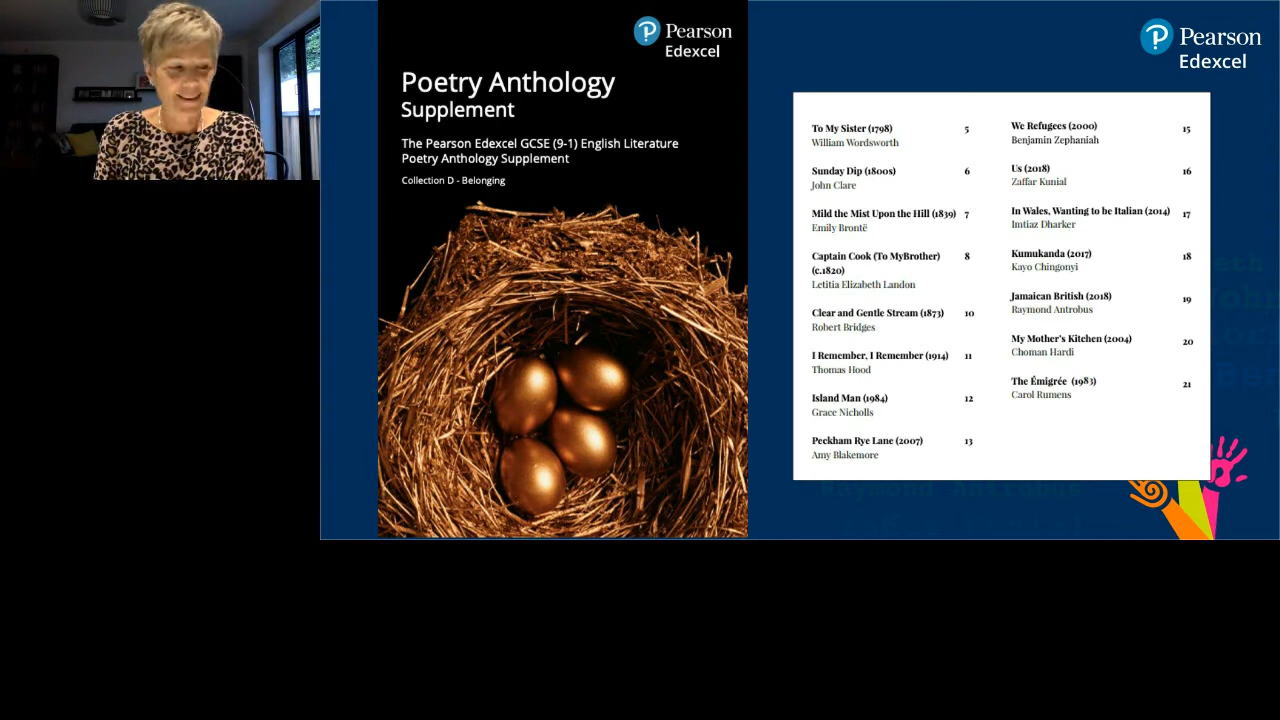 Pearson
Edexcel
Poetry Anthology
Supplement
The Pearson Edexcel GCSE (9-1) English Literature
Poetry Anthology Supplement
Collection D - Belonging
Pearson
Edexcel
To My Sister (1798) 5
William Wordsworth
Sunday Dip (1800s) 6
John Clare
Mild the Mist Upon the Hill (1839) 7
Emily Brontë
Captain Cook (To MyBrother) 8
(c.1820)
Letitia Elizabeth Landon
Clear and Gentle Stream (1873) 10
Robert Bridges
I Remember, I Remember (1914) 11
Thomas Hood
Island Man (1984) 12
Grace Nicholls
Peckham Rye Lane (2007) 13
Amy Blakemore
We Refugees (2000) 15
Benjamin Zephaniah
Us (2018) 16
Zaffar Kunial
In Wales, Wanting to be Italian (2014) 17
Imtiaz Dharker
Kumukanda (2017) 18
Kayo Chingonyi
Jamaican British (2018) 19
Raymond Antrobus
My Mother's Kitchen (2004) 20
Choman Hardi
The Émigrée (1983) 21
Carol Rumens
Raymond Antrobus